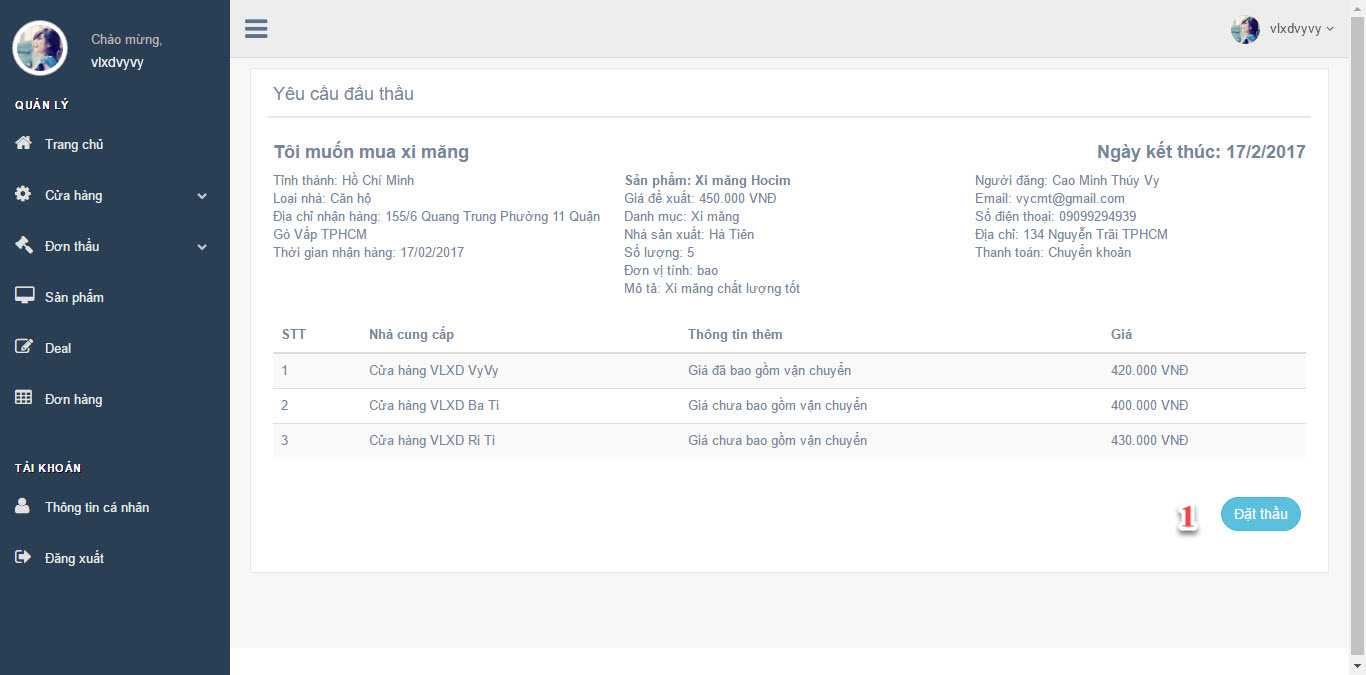 Chào mừng,
vlxdvyvy
QUẢN LÝ
Trang chủ
Cửa hàng
Đơn thầu
Sản phẩm
Deal
Đơn hàng
TÀI KHOẢN
Thông tin cá nhân
Đăng xuất
vlxdvyvy
Yêu cầu đấu thầu
Tôi muốn mua xi măng
Ngày kết thúc: 17/2/2017
Tỉnh thành: Hồ Chí Minh
Loại nhà: Căn hộ
Địa chỉ nhận hàng: 155/6 Quang Trung Phường 11 Quận
Gò Vấp TPHCM
Thời gian nhận hàng: 17/02/2017
Sản phẩm: Xi măng Hocim
Giá đề xuất: 450.000 VNĐ
Danh mục: Xi măng
Nhà sản xuất: Hà Tiên
Số lượng: 5
Đơn vị tính: bao
Mô tả: Xi măng chất lượng tốt
Người đăng: Cao Minh Thúy Vy
Email: vycmt@gmail.com
Số điện thoại: 09099294939
Địa chỉ: 134 Nguyễn Trãi TPHCM
Thanh toán: Chuyển khoản
STT Nhà cung cấp Thông tin thêm Giá
1 Cửa hàng VLXD VyVy Giá đã bao gồm vận chuyển 420.000 VNĐ
2 Cửa hàng VLXD Ba Ti Giá chưa bao gồm vận chuyển 400.000 VNĐ
3 Cửa hàng VLXD Ri Ti Giá chưa bao gồm vận chuyển 430.000 VNĐ
1 Đặt thầu